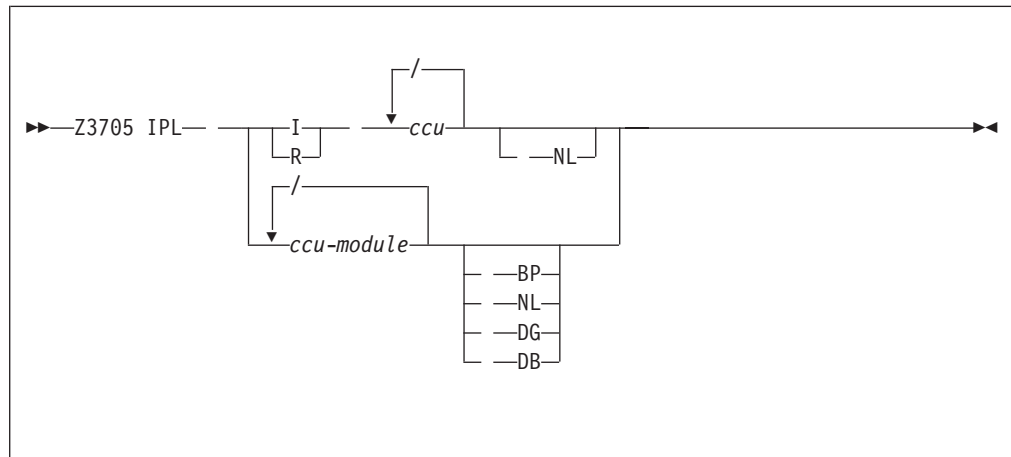 /
Z3705 IPL I ccu
R NL
/
ccu-module
BP
NL
DG
DB